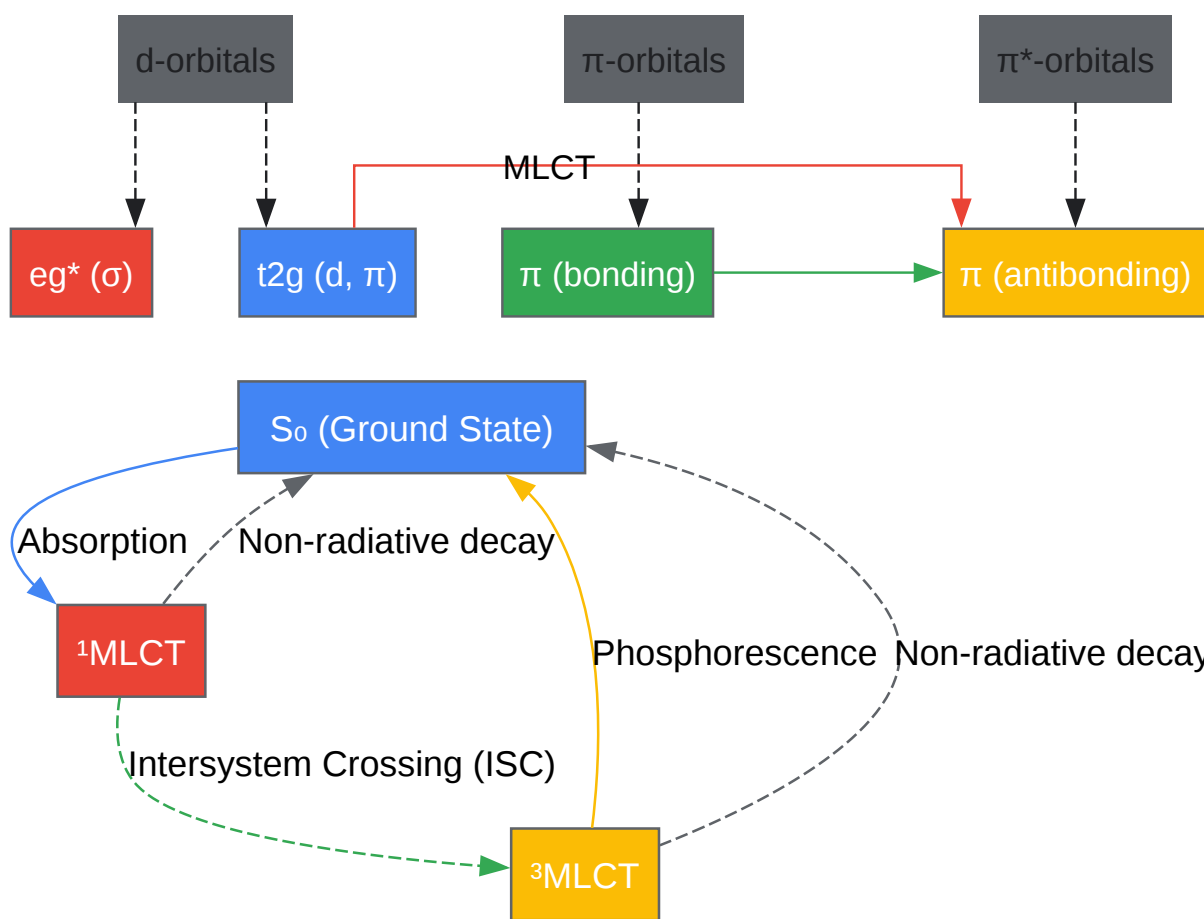 d-orbitals
π-orbitals
π*-orbitals
MLCT
eg* (σ)
t2g (d, π)
π (bonding)
π (antibonding)
S₀ (Ground State)
Absorption
Non-radiative decay
¹MLCT
Phosphorescence
Non-radiative decay
Intersystem Crossing (ISC)
³MLCT